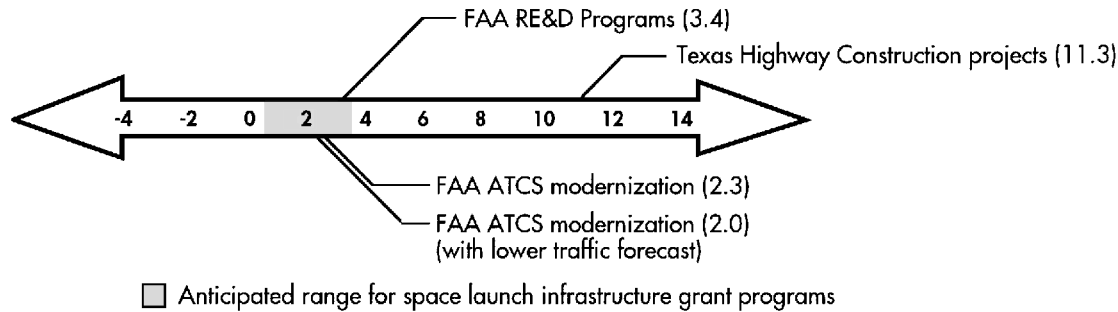 FAA RE&D Programs (3.4)
Texas Highway Construction projects (11.3)
-4 -2 0 2 4 6 8 10 12 14
FAA ATCS modernization (2.3)
FAA ATCS modernization (2.0)
(with lower traffic forecast)
Anticipated range for space launch infrastructure grant programs